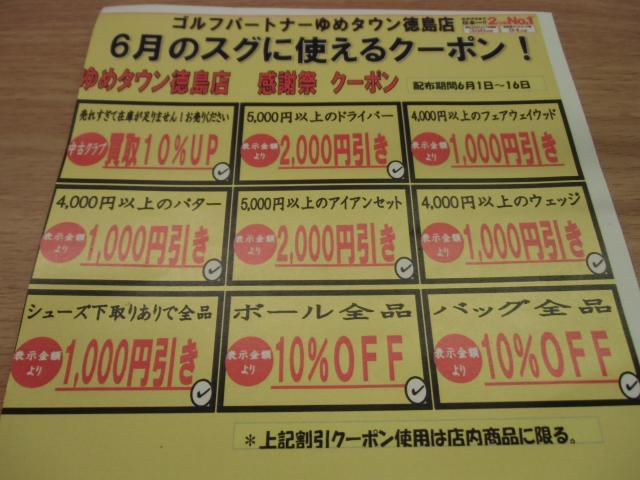 ゴルフパートナーゆめタウン徳島店
No.1
6月のスグに使えるクーポン！
ゆめタウン徳島店 感謝祭 クーポン
配布期間6月1日～16日
売れすぎて在庫が足りません！お売りください
中古クラブ 買取10%UP
5,000円以上のドライバー
表示金額より 2,000円引き
4,000円以上のフェアウェイウッド
表示金額より 1,000円引き
4,000円以上のパター
表示金額より 1,000円引き
5,000円以上のアイアンセット
表示金額より 2,000円引き
4,000円以上のウェッジ
表示金額より 1,000円引き
シューズ下取りありで全品
表示金額より 1,000円引き
ボール全品
表示金額より 10%OFF
バッグ全品
表示金額より 10%OFF
＊上記割引クーポン使用は店内商品に限る。